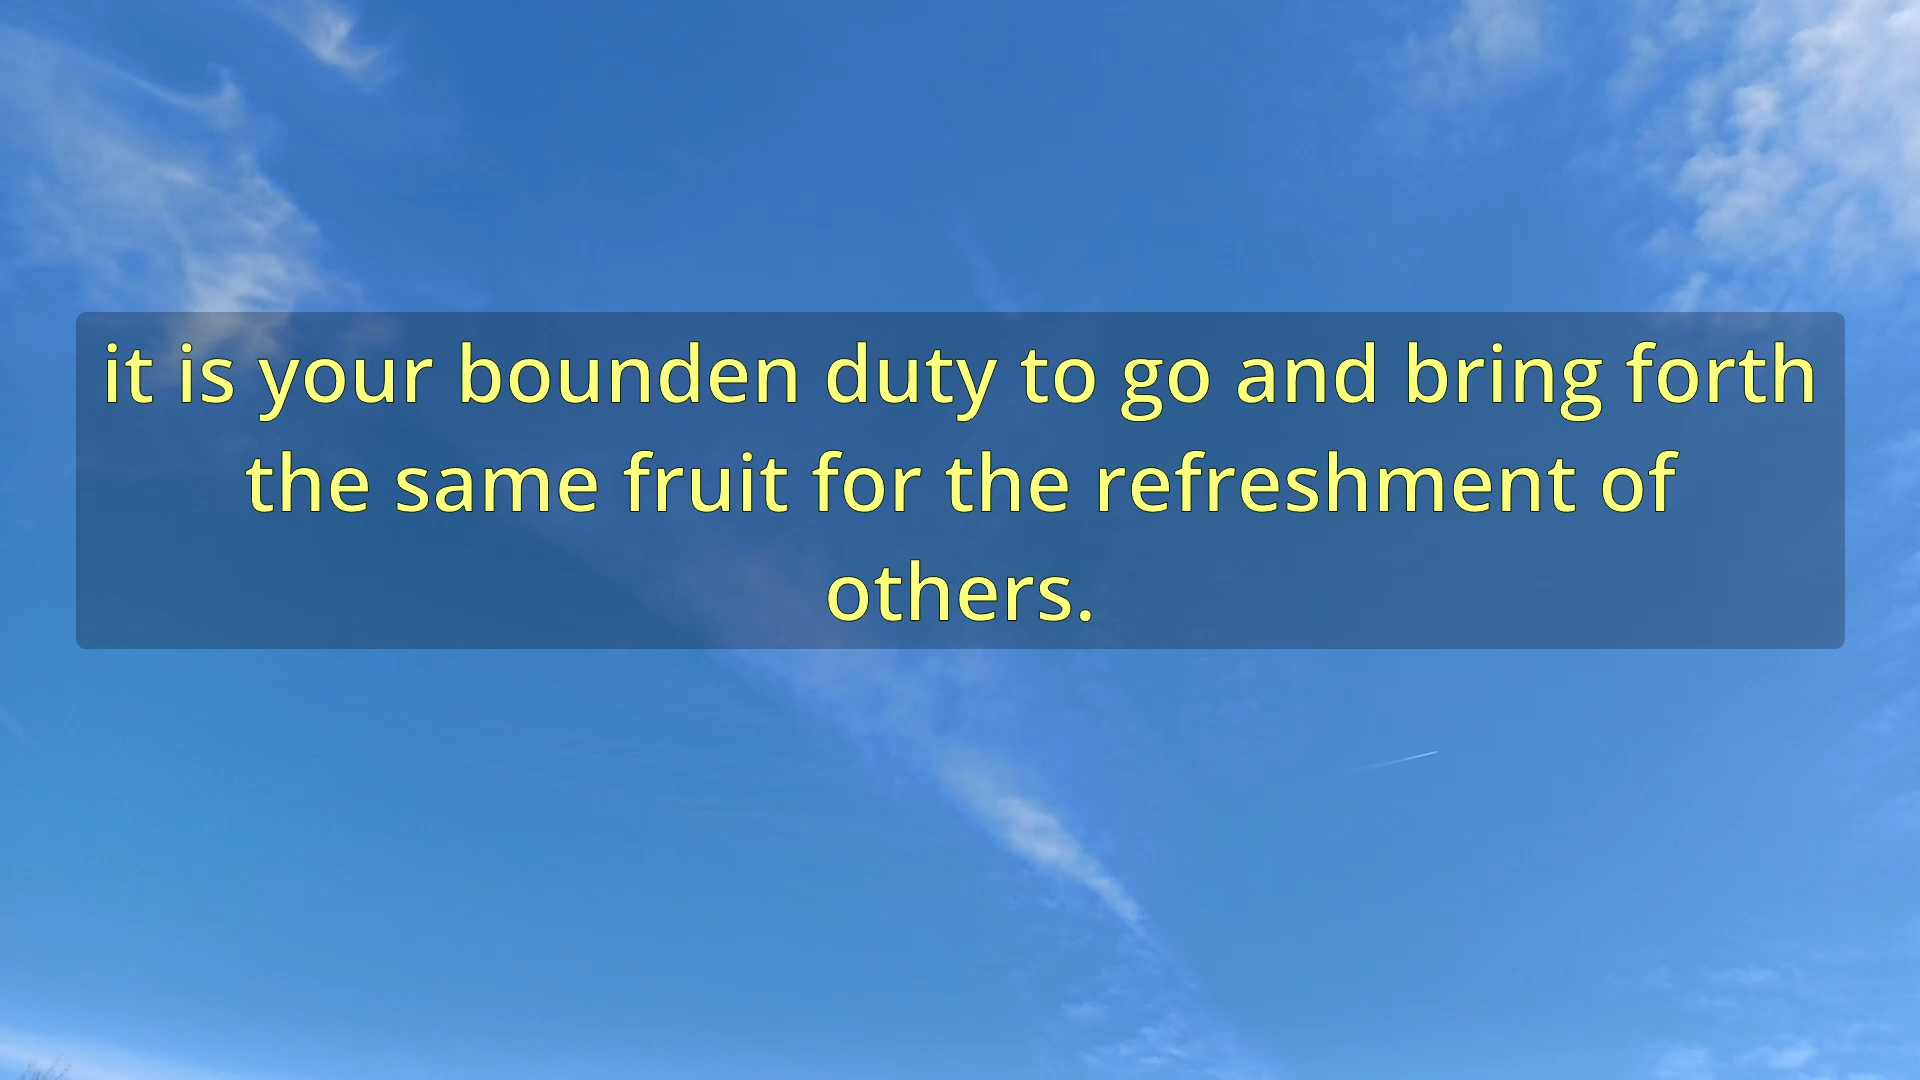 it is your bounden duty to go and bring forth
the same fruit for the refreshment of
others.